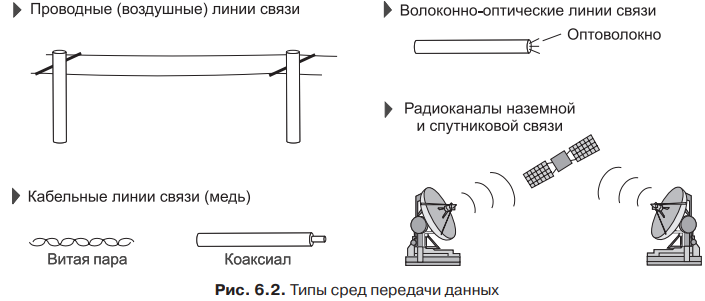 Проводные (воздушные) линии связи
Кабельные линии связи (медь)
Витая пара
Коаксиал
Волоконно-оптические линии связи
Оптоволокно
Радиоканалы наземной
и спутниковой связи
Рис. 6.2. Типы сред передачи данных